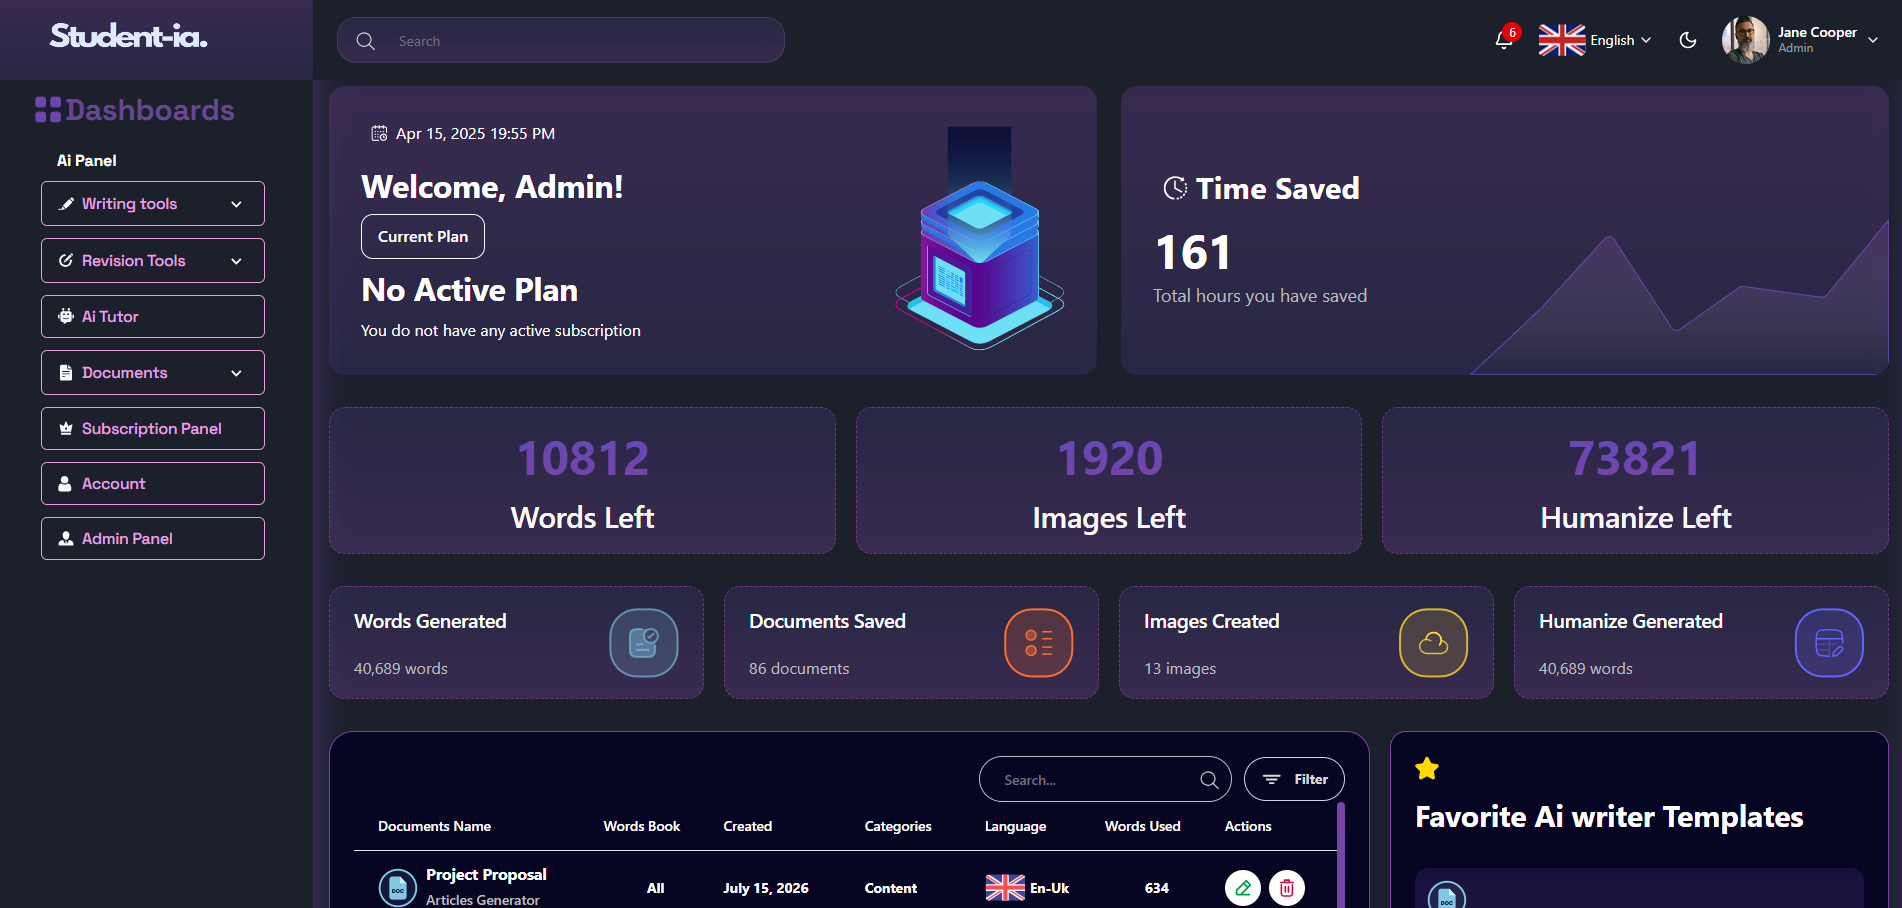 Student-ia.
Search
6
English
Jane Cooper
Admin
Dashboards
Ai Panel
Writing tools
Revision Tools
Ai Tutor
Documents
Subscription Panel
Account
Admin Panel
Apr 15, 2025 19:55 PM
Welcome, Admin!
Current Plan
No Active Plan
You do not have any active subscription
Time Saved
161
Total hours you have saved
10812
Words Left
1920
Images Left
73821
Humanize Left
Words Generated
40,689 words
Documents Saved
86 documents
Images Created
13 images
Humanize Generated
40,689 words
Search...
Filter
Documents Name Words Book Created Categories Language Words Used Actions
DOC
Project Proposal
Articles Generator
All July 15, 2026 Content En-Uk 634
Favorite Ai writer Templates
DOC